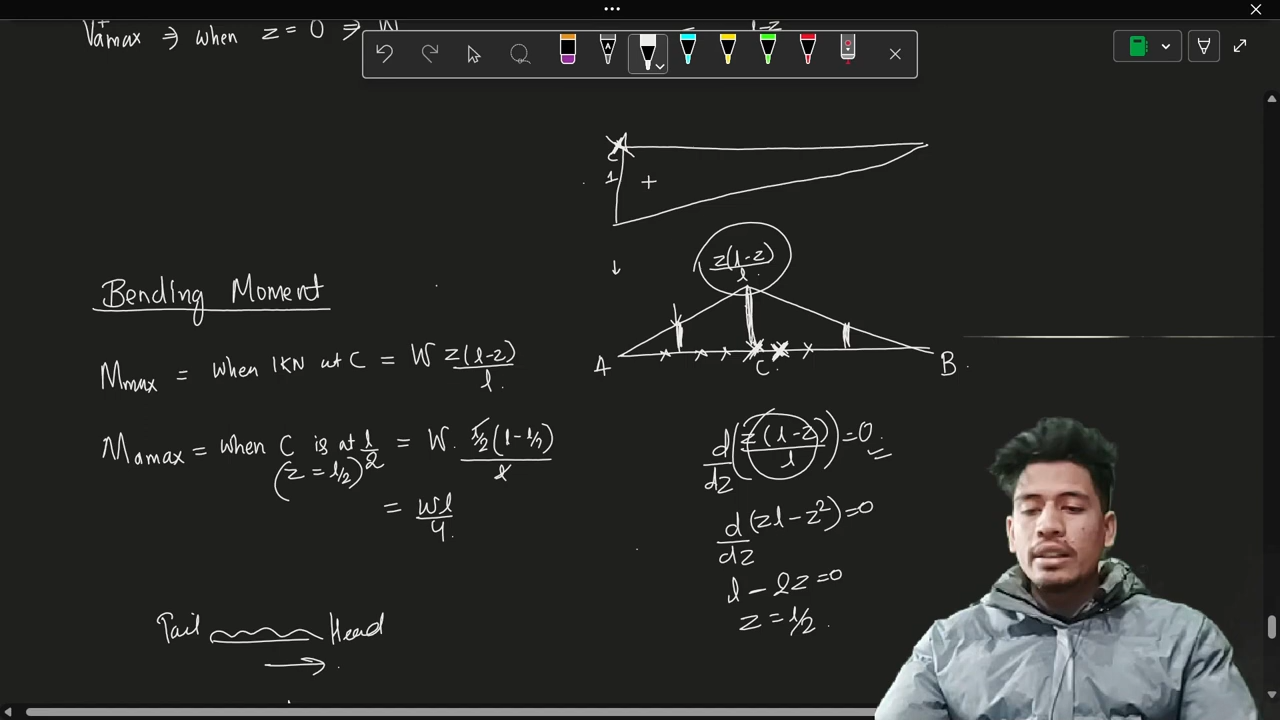 V⁺amax ⇒ when z = 0 ⇒ W
l-z
1
+
z(l-z)/l
Bending Moment
Mmax = when 1KN at C = W z(l-z)/l.
A
C.
B.
Mamax = when C is at l/2 = W. l/2(l-l/2)/l
(z = l/2)
= Wl/4.
d/dz (z(l-z)/l) = 0.
d/dz (zl - z²) = 0
l - 2z = 0
z = l/2.
Tail
Head